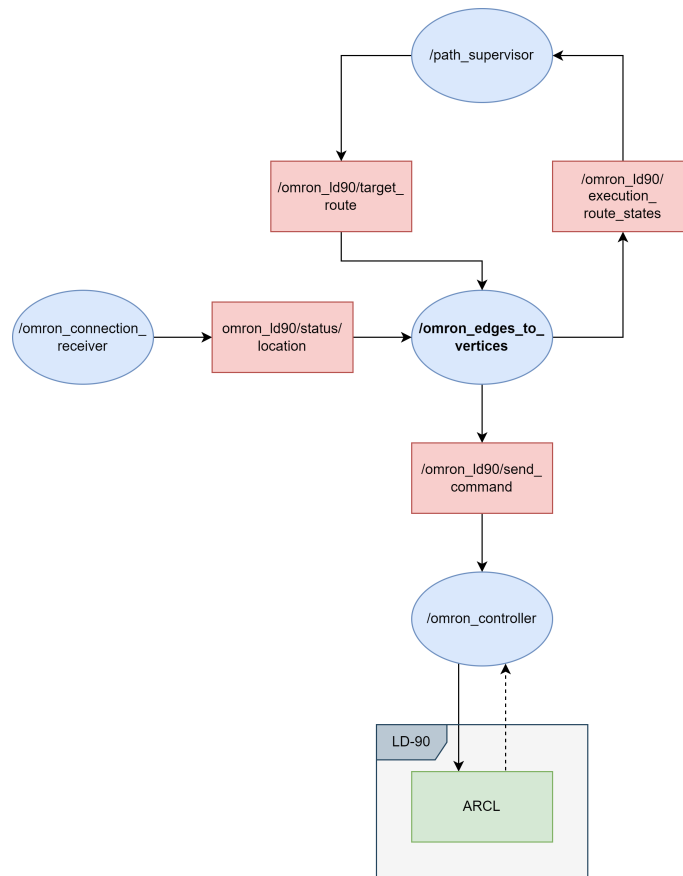 /path_supervisor
/omron_ld90/target_
route
/omron_ld90/
execution_
route_states
/omron_connection_
receiver
omron_ld90/status/
location
/omron_edges_to_
vertices
/omron_ld90/send_
command
/omron_controller
LD-90
ARCL